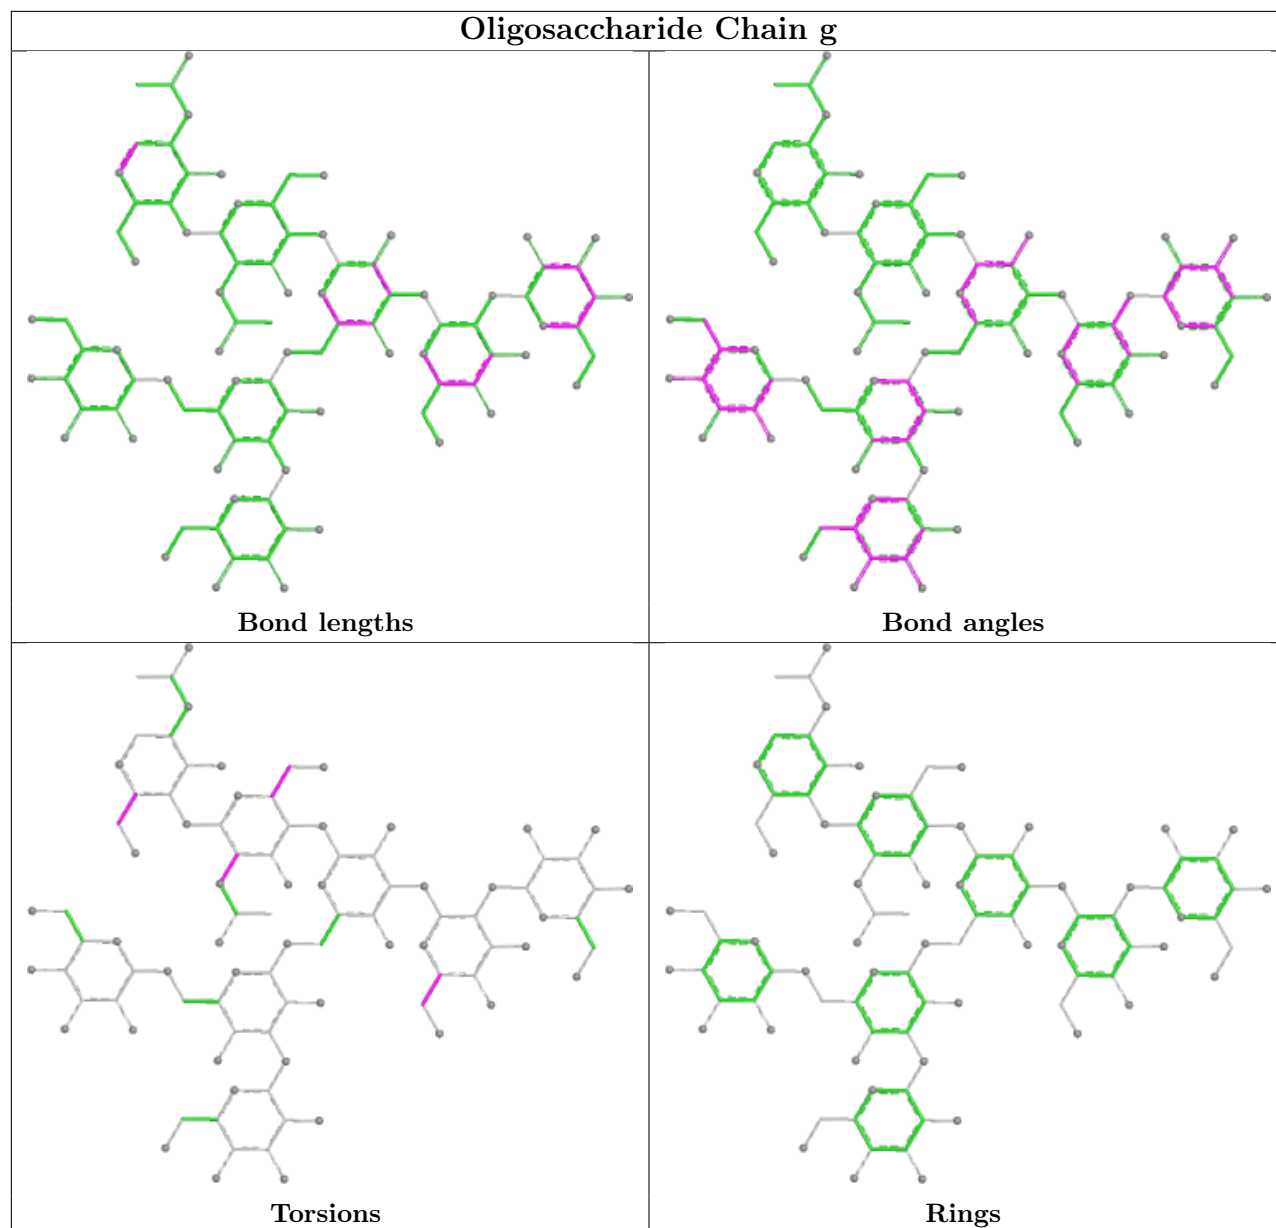 Oligosaccharide Chain g
Bond lengths
Bond angles
Torsions
Rings